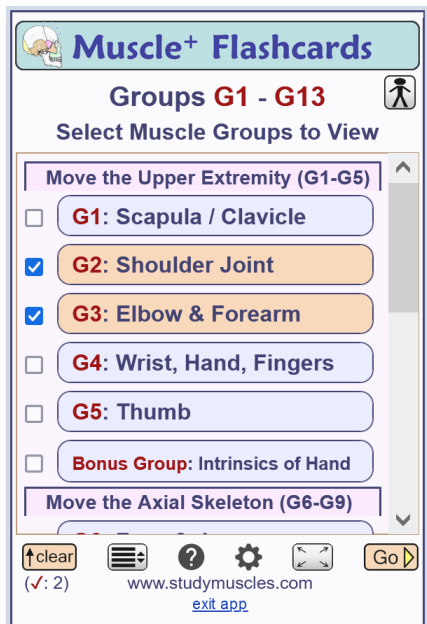 Muscle+ Flashcards
Groups G1 - G13
Select Muscle Groups to View
Move the Upper Extremity (G1-G5)
G1: Scapula / Clavicle
G2: Shoulder Joint
G3: Elbow & Forearm
G4: Wrist, Hand, Fingers
G5: Thumb
Bonus Group: Intrinsics of Hand
Move the Axial Skeleton (G6-G9)
clear
?
Go
(✓: 2)
www.studymuscles.com
exit app